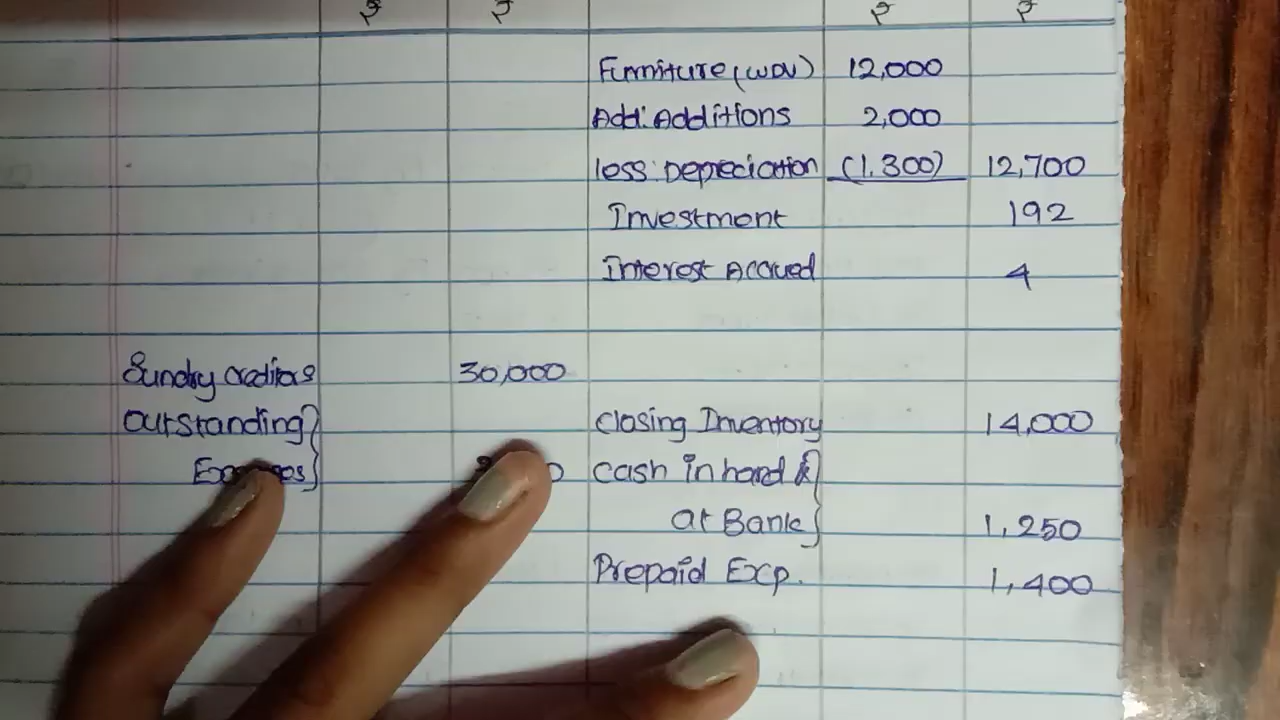 ₹ ₹ ₹ ₹
Furniture (WDV) 12,000
Add: Additions 2,000
less: Depreciation (1,300) 12,700
Investment 192
Interest Accrued 4
Sundry creditors 30,000
Outstanding} Closing Inventory 14,000
Cash in hand &}
at Bank} 1,250
Prepaid Exp. 1,400